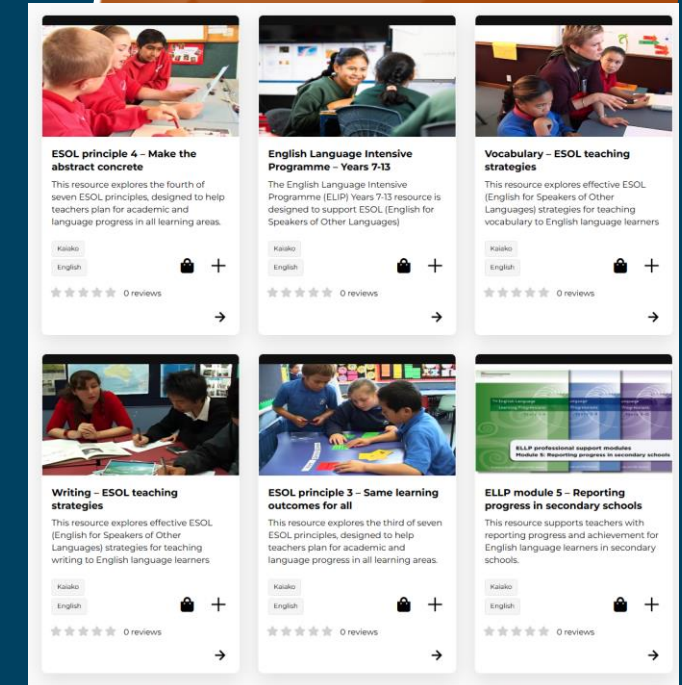 ESOL principle 4 – Make the
abstract concrete
This resource explores the fourth of
seven ESOL principles, designed to help
teachers plan for academic and
language progress in all learning areas.
Kaiako
English
0 reviews
English Language Intensive
Programme – Years 7-13
The English Language Intensive
Programme (ELIP) Years 7-13 resource is
designed to support ESOL (English for
Speakers of Other Languages)
Kaiako
English
0 reviews
Vocabulary – ESOL teaching
strategies
This resource explores effective ESOL
(English for Speakers of Other
Languages) strategies for teaching
vocabulary to English language learners
Kaiako
English
0 reviews
Writing – ESOL teaching
strategies
This resource explores effective ESOL
(English for Speakers of Other
Languages) strategies for teaching
writing to English language learners
Kaiako
English
0 reviews
ESOL principle 3 – Same learning
outcomes for all
This resource explores the third of seven
ESOL principles, designed to help
teachers plan for academic and
language progress in all learning areas.
Kaiako
English
0 reviews
ELLP professional support modules
Module 5: Reporting progress in secondary schools
ELLP module 5 – Reporting
progress in secondary schools
This resource supports teachers with
reporting progress and achievement for
English language learners in secondary
schools.
Kaiako
English
0 reviews